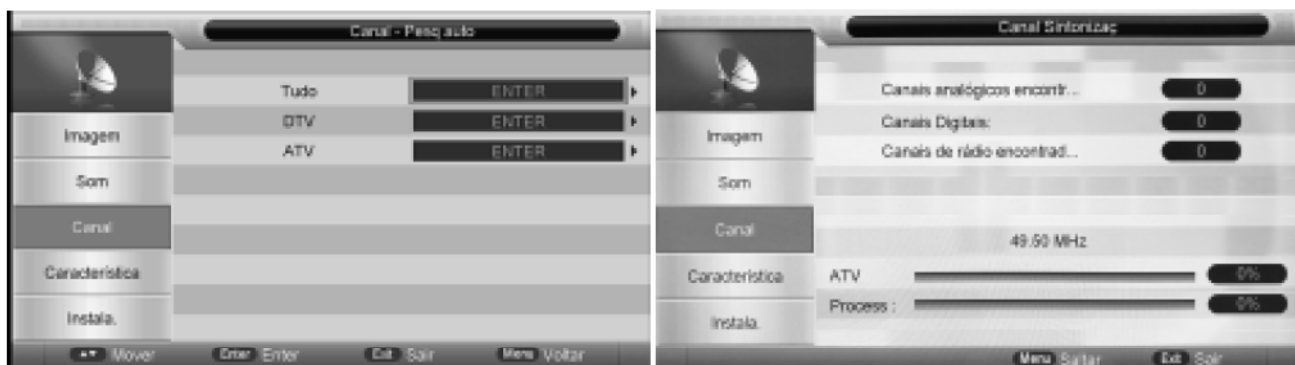 Canal - Pesq auto
Tudo ENTER
DTV ENTER
ATV ENTER
Imagem
Som
Canal
Característica
Instala.
Mover Enter Enter Exit Sair Menu Voltar
Canal Sintonizaç
Canais analógicos encontr... 0
Canais Digitais: 0
Canais de rádio encontrad... 0
Imagem
Som
Canal
Característica
Instala.
49.50 MHz
ATV 0%
Process : 0%
Menu Saltar Exit Sair